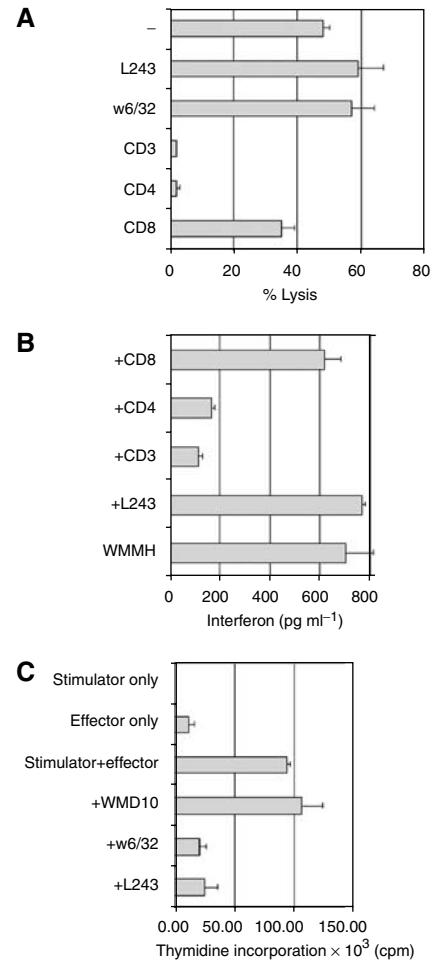 A
–
L243
w6/32
CD3
CD4
CD8
0 20 40 60 80
% Lysis
B
+CD8
+CD4
+CD3
+L243
WMMH
0 200 400 600 800
Interferon (pg ml⁻¹)
C
Stimulator only
Effector only
Stimulator+effector
+WMD10
+w6/32
+L243
0.00 50.00 100.00 150.00
Thymidine incorporation × 10³ (cpm)